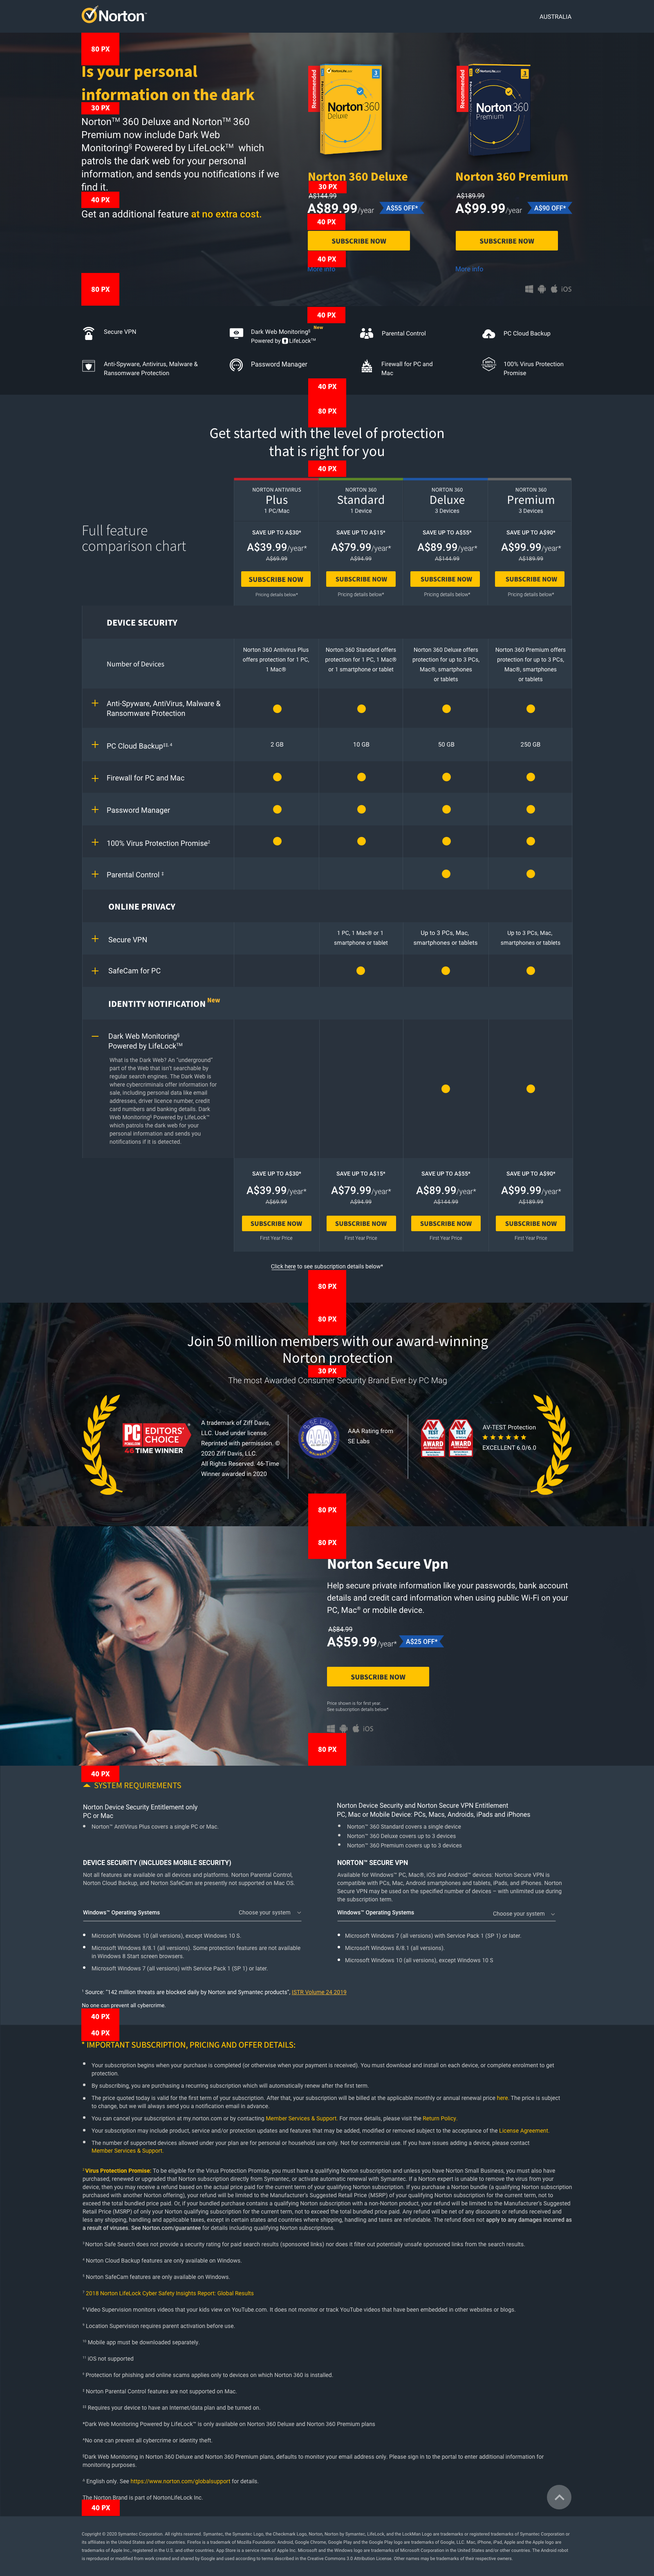 Norton
AUSTRALIA
80 PX
Is your personal
information on the dark
30 PX
Norton™ 360 Deluxe and Norton™ 360
Premium now include Dark Web
Monitoring§ Powered by LifeLock™ which
patrols the dark web for your personal
information, and sends you notifications if we
find it.
40 PX
Get an additional feature at no extra cost.
80 PX
Recommended
Norton 360
Deluxe
3
Norton 360 Deluxe
30 PX
A$144.99
A$89.99/year
A$55 OFF*
40 PX
SUBSCRIBE NOW
40 PX
More info
Recommended
Norton 360
Premium
3
Norton 360 Premium
A$189.99
A$99.99/year
A$90 OFF*
SUBSCRIBE NOW
More info
iOS
40 PX
Secure VPN
Dark Web Monitoring§ New
Powered by LifeLock™
Parental Control
PC Cloud Backup
Anti-Spyware, Antivirus, Malware &
Ransomware Protection
Password Manager
Firewall for PC and
Mac
100% Virus Protection
Promise
40 PX
80 PX
Get started with the level of protection
that is right for you
40 PX
Full feature
comparison chart
NORTON ANTIVIRUS
Plus
1 PC/Mac
NORTON 360
Standard
1 Device
NORTON 360
Deluxe
3 Devices
NORTON 360
Premium
3 Devices
SAVE UP TO A$30*
A$39.99/year*
A$69.99
SUBSCRIBE NOW
Pricing details below*
SAVE UP TO A$15*
A$79.99/year*
A$94.99
SUBSCRIBE NOW
Pricing details below*
SAVE UP TO A$55*
A$89.99/year*
A$144.99
SUBSCRIBE NOW
Pricing details below*
SAVE UP TO A$90*
A$99.99/year*
A$189.99
SUBSCRIBE NOW
Pricing details below*
DEVICE SECURITY
Number of Devices
Norton 360 Antivirus Plus
offers protection for 1 PC,
1 Mac®
Norton 360 Standard offers
protection for 1 PC, 1 Mac®
or 1 smartphone or tablet
Norton 360 Deluxe offers
protection for up to 3 PCs,
Mac®, smartphones
or tablets
Norton 360 Premium offers
protection for up to 3 PCs,
Mac®, smartphones
or tablets
Anti-Spyware, AntiVirus, Malware &
Ransomware Protection
PC Cloud Backup‡‡, 4
2 GB
10 GB
50 GB
250 GB
Firewall for PC and Mac
Password Manager
100% Virus Protection Promise²
Parental Control ‡
ONLINE PRIVACY
Secure VPN
1 PC, 1 Mac® or 1
smartphone or tablet
Up to 3 PCs, Mac,
smartphones or tablets
Up to 3 PCs, Mac,
smartphones or tablets
SafeCam for PC
IDENTITY NOTIFICATION New
Dark Web Monitoring§
Powered by LifeLock™
What is the Dark Web? An “underground”
part of the Web that isn’t searchable by
regular search engines. The Dark Web is
where cybercriminals offer information for
sale, including personal data like email
addresses, driver licence number, credit
card numbers and banking details. Dark
Web Monitoring§ Powered by LifeLock™
which patrols the dark web for your
personal information and sends you
notifications if it is detected.
SAVE UP TO A$30*
A$39.99/year*
A$69.99
SUBSCRIBE NOW
First Year Price
SAVE UP TO A$15*
A$79.99/year*
A$94.99
SUBSCRIBE NOW
First Year Price
SAVE UP TO A$55*
A$89.99/year*
A$144.99
SUBSCRIBE NOW
First Year Price
SAVE UP TO A$90*
A$99.99/year*
A$189.99
SUBSCRIBE NOW
First Year Price
Click here to see subscription details below*
80 PX
80 PX
Join 50 million members with our award-winning
Norton protection
30 PX
The most Awarded Consumer Security Brand Ever by PC Mag
PC
EDITORS’
CHOICE
46 TIME WINNER
A trademark of Ziff Davis,
LLC. Used under license.
Reprinted with permission. ©
2020 Ziff Davis, LLC.
All Rights Reserved. 46-Time
Winner awarded in 2020
SE Labs
AAA
AAA Rating from
SE Labs
AV TEST
AWARD
AV TEST
AWARD
AV-TEST Protection
EXCELLENT 6.0/6.0
80 PX
80 PX
Norton Secure Vpn
Help secure private information like your passwords, bank account
details and credit card information when using public Wi-Fi on your
PC, Mac® or mobile device.
A$84.99
A$59.99/year*
A$25 OFF*
SUBSCRIBE NOW
Price shown is for first year.
See subscription details below*
iOS
80 PX
40 PX
SYSTEM REQUIREMENTS
Norton Device Security Entitlement only
PC or Mac
Norton™ AntiVirus Plus covers a single PC or Mac.
Norton Device Security and Norton Secure VPN Entitlement
PC, Mac or Mobile Device: PCs, Macs, Androids, iPads and iPhones
Norton™ 360 Standard covers a single device
Norton™ 360 Deluxe covers up to 3 devices
Norton™ 360 Premium covers up to 3 devices
DEVICE SECURITY (INCLUDES MOBILE SECURITY)
Not all features are available on all devices and platforms. Norton Parental Control,
Norton Cloud Backup, and Norton SafeCam are presently not supported on Mac OS.
Windows™ Operating Systems
Choose your system
Microsoft Windows 10 (all versions), except Windows 10 S.
Microsoft Windows 8/8.1 (all versions). Some protection features are not available
in Windows 8 Start screen browsers.
Microsoft Windows 7 (all versions) with Service Pack 1 (SP 1) or later.
NORTON™ SECURE VPN
Available for Windows™ PC, Mac®, iOS and Android™ devices: Norton Secure VPN is
compatible with PCs, Mac, Android smartphones and tablets, iPads, and iPhones. Norton
Secure VPN may be used on the specified number of devices – with unlimited use during
the subscription term.
Windows™ Operating Systems
Choose your system
Microsoft Windows 7 (all versions) with Service Pack 1 (SP 1) or later.
Microsoft Windows 8/8.1 (all versions).
Microsoft Windows 10 (all versions), except Windows 10 S
¹ Source: “142 million threats are blocked daily by Norton and Symantec products”, ISTR Volume 24 2019
No one can prevent all cybercrime.
40 PX
40 PX
* IMPORTANT SUBSCRIPTION, PRICING AND OFFER DETAILS:
Your subscription begins when your purchase is completed (or otherwise when your payment is received). You must download and install on each device, or complete enrolment to get
protection.
By subscribing, you are purchasing a recurring subscription which will automatically renew after the first term.
The price quoted today is valid for the first term of your subscription. After that, your subscription will be billed at the applicable monthly or annual renewal price here. The price is subject
to change, but we will always send you a notification email in advance.
You can cancel your subscription at my.norton.com or by contacting Member Services & Support. For more details, please visit the Return Policy.
Your subscription may include product, service and/or protection updates and features that may be added, modified or removed subject to the acceptance of the License Agreement.
The number of supported devices allowed under your plan are for personal or household use only. Not for commercial use. If you have issues adding a device, please contact
Member Services & Support.
² Virus Protection Promise: To be eligible for the Virus Protection Promise, you must have a qualifying Norton subscription and unless you have Norton Small Business, you must also have
purchased, renewed or upgraded that Norton subscription directly from Symantec, or activate automatic renewal with Symantec. If a Norton expert is unable to remove the virus from your
device, then you may receive a refund based on the actual price paid for the current term of your qualifying Norton subscription. If you purchase a Norton bundle (a qualifying Norton subscription
purchased with another Norton offering), your refund will be limited to the Manufacturer’s Suggested Retail Price (MSRP) of your qualifying Norton subscription for the current term, not to
exceed the total bundled price paid. Or, if your bundled purchase contains a qualifying Norton subscription with a non-Norton product, your refund will be limited to the Manufacturer’s Suggested
Retail Price (MSRP) of only your Norton qualifying subscription for the current term, not to exceed the total bundled price paid. Any refund will be net of any discounts or refunds received and
less any shipping, handling and applicable taxes, except in certain states and countries where shipping, handling and taxes are refundable. The refund does not apply to any damages incurred as
a result of viruses. See Norton.com/guarantee for details including qualifying Norton subscriptions.
³ Norton Safe Search does not provide a security rating for paid search results (sponsored links) nor does it filter out potentially unsafe sponsored links from the search results.
⁴ Norton Cloud Backup features are only available on Windows.
⁵ Norton SafeCam features are only available on Windows.
⁷ 2018 Norton LifeLock Cyber Safety Insights Report: Global Results
⁸ Video Supervision monitors videos that your kids view on YouTube.com. It does not monitor or track YouTube videos that have been embedded in other websites or blogs.
⁹ Location Supervision requires parent activation before use.
¹⁰ Mobile app must be downloaded separately.
¹¹ iOS not supported
Protection for phishing and online scams applies only to devices on which Norton 360 is installed.
‡ Norton Parental Control features are not supported on Mac.
‡‡ Requires your device to have an Internet/data plan and be turned on.
*Dark Web Monitoring Powered by LifeLock™ is only available on Norton 360 Deluxe and Norton 360 Premium plans
*No one can prevent all cybercrime or identity theft.
§Dark Web Monitoring in Norton 360 Deluxe and Norton 360 Premium plans, defaults to monitor your email address only. Please sign in to the portal to enter additional information for
monitoring purposes.
English only. See https://www.norton.com/globalsupport for details.
The Norton Brand is part of NortonLifeLock Inc.
40 PX
Copyright © 2020 Symantec Corporation. All rights reserved. Symantec, the Symantec Logo, the Checkmark Logo, Norton, Norton by Symantec, LifeLock, and the LockMan Logo are trademarks or registered trademarks of Symantec Corporation or
its affiliates in the United States and other countries. Firefox is a trademark of Mozilla Foundation. Android, Google Chrome, Google Play and the Google Play logo are trademarks of Google, LLC. Mac, iPhone, iPad, Apple and the Apple logo are
trademarks of Apple Inc., registered in the U.S. and other countries. App Store is a service mark of Apple Inc. Microsoft and the Windows logo are trademarks of Microsoft Corporation in the United States and/or other countries. The Android robot
is reproduced or modified from work created and shared by Google and used according to terms described in the Creative Commons 3.0 Attribution License. Other names may be trademarks of their respective owners.